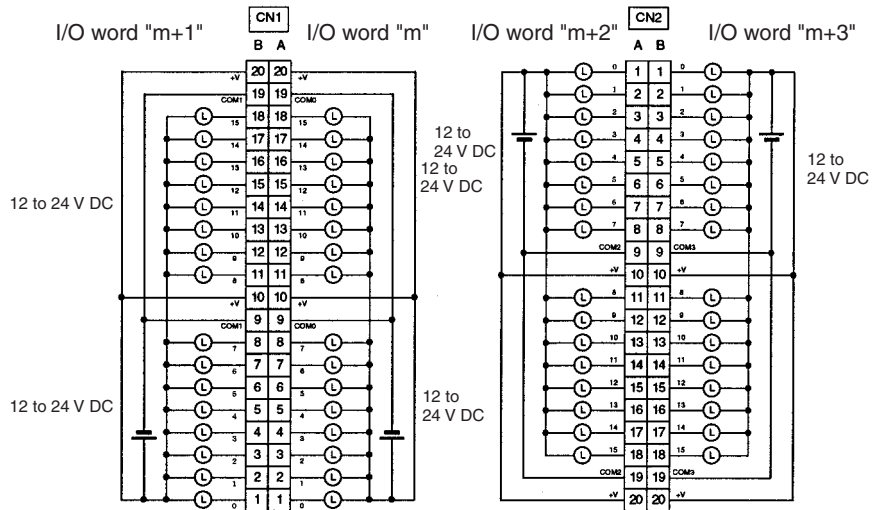 CN1
I/O word "m+1"
I/O word "m"
B A
+V 20 20 +V
COM1 19 19 COM0
L 15 18 18 15 L
L 14 17 17 14 L
L 13 16 16 13 L
L 12 15 15 12 L
L 11 14 14 11 L
L 10 13 13 10 L
L 9 12 12 9 L
L 8 11 11 8 L
+V 10 10 +V
COM1 9 9 COM0
L 7 8 8 7 L
L 6 7 7 6 L
L 5 6 6 5 L
L 4 5 5 4 L
L 3 4 4 3 L
L 2 3 3 2 L
L 1 2 2 1 L
L 0 1 1 0 L
12 to 24 V DC
12 to 24 V DC
12 to
24 V DC
12 to
24 V DC
CN2
I/O word "m+2"
I/O word "m+3"
A B
L 0 1 1 0 L
L 1 2 2 1 L
L 2 3 3 2 L
L 3 4 4 3 L
L 4 5 5 4 L
L 5 6 6 5 L
L 6 7 7 6 L
L 7 8 8 7 L
COM2 9 9 COM3
+V 10 10 +V
L 8 11 11 8 L
L 9 12 12 9 L
L 10 13 13 10 L
L 11 14 14 11 L
L 12 15 15 12 L
L 13 16 16 13 L
L 14 17 17 14 L
L 15 18 18 15 L
COM2 19 19 COM3
+V 20 20 +V
12 to
24 V DC
12 to
24 V DC